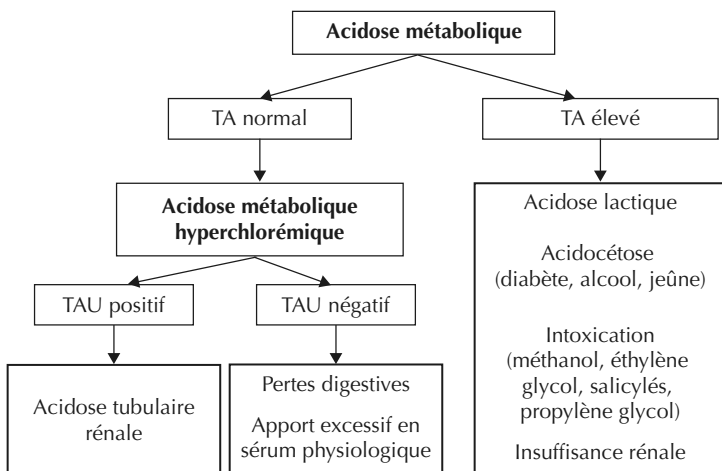 Acidose métabolique
TA normal
TA élevé
Acidose métabolique
hyperchlorémique
TAU positif
TAU négatif
Acidose tubulaire
rénale
Pertes digestives
Apport excessif en
sérum physiologique
Acidose lactique
Acidocétose
(diabète, alcool, jeûne)
Intoxication
(méthanol, éthylène
glycol, salicylés,
propylène glycol)
Insuffisance rénale